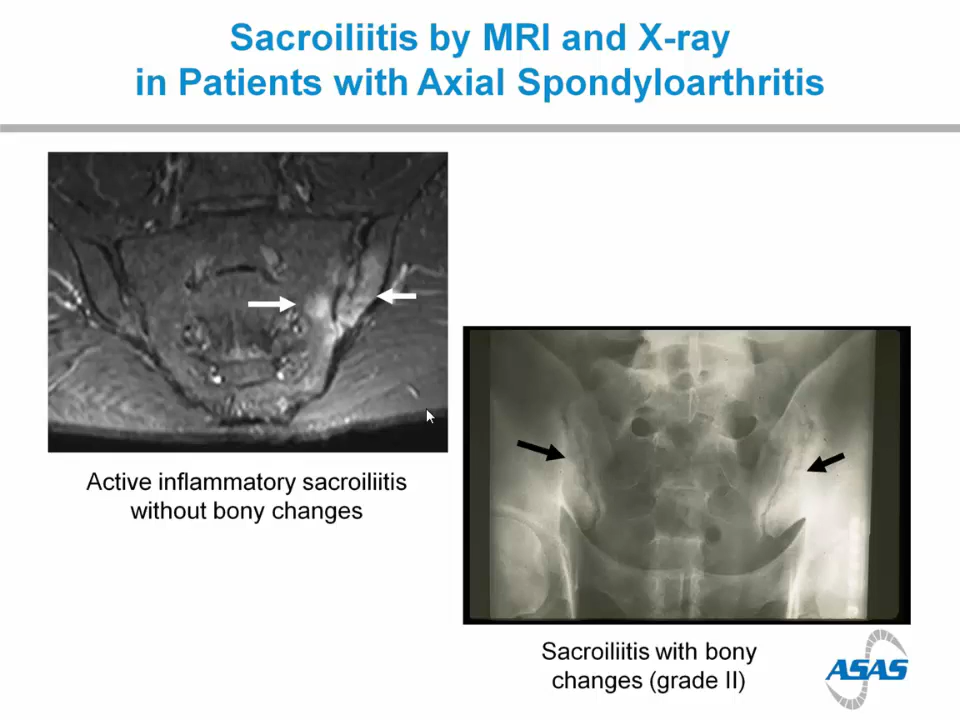 Sacroiliitis by MRI and X-ray
in Patients with Axial Spondyloarthritis
Active inflammatory sacroiliitis
without bony changes
Sacroiliitis with bony
changes (grade II)
ASAS